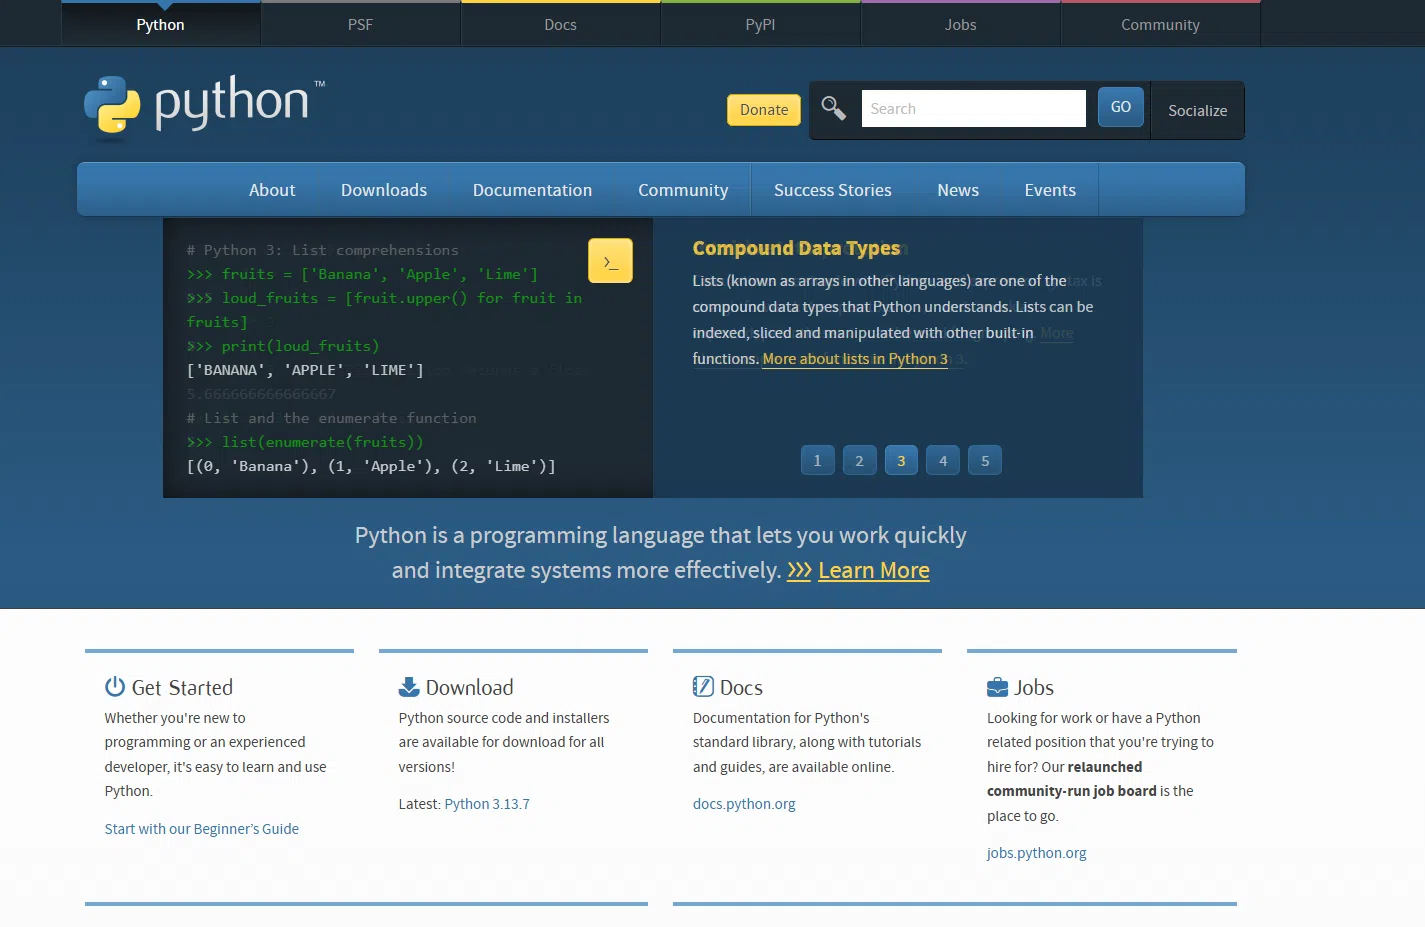 Python
PSF
Docs
PyPI
Jobs
Community
python™
Donate
Search
GO
Socialize
About
Downloads
Documentation
Community
Success Stories
News
Events
# Python 3: List comprehensions
>>> fruits = ['Banana', 'Apple', 'Lime']
>>> loud_fruits = [fruit.upper() for fruit in
fruits]
>>> print(loud_fruits)
['BANANA', 'APPLE', 'LIME']
5.666666666666667
# List and the enumerate function
>>> list(enumerate(fruits))
[(0, 'Banana'), (1, 'Apple'), (2, 'Lime')]
>_
Compound Data Types
Lists (known as arrays in other languages) are one of the
compound data types that Python understands. Lists can be
indexed, sliced and manipulated with other built-in
More
functions. More about lists in Python 3
1
2
3
4
5
Python is a programming language that lets you work quickly
and integrate systems more effectively. >>> Learn More
Get Started
Whether you're new to
programming or an experienced
developer, it's easy to learn and use
Python.
Start with our Beginner’s Guide
Download
Python source code and installers
are available for download for all
versions!
Latest: Python 3.13.7
Docs
Documentation for Python's
standard library, along with tutorials
and guides, are available online.
docs.python.org
Jobs
Looking for work or have a Python
related position that you're trying to
hire for? Our relaunched
community-run job board is the
place to go.
jobs.python.org